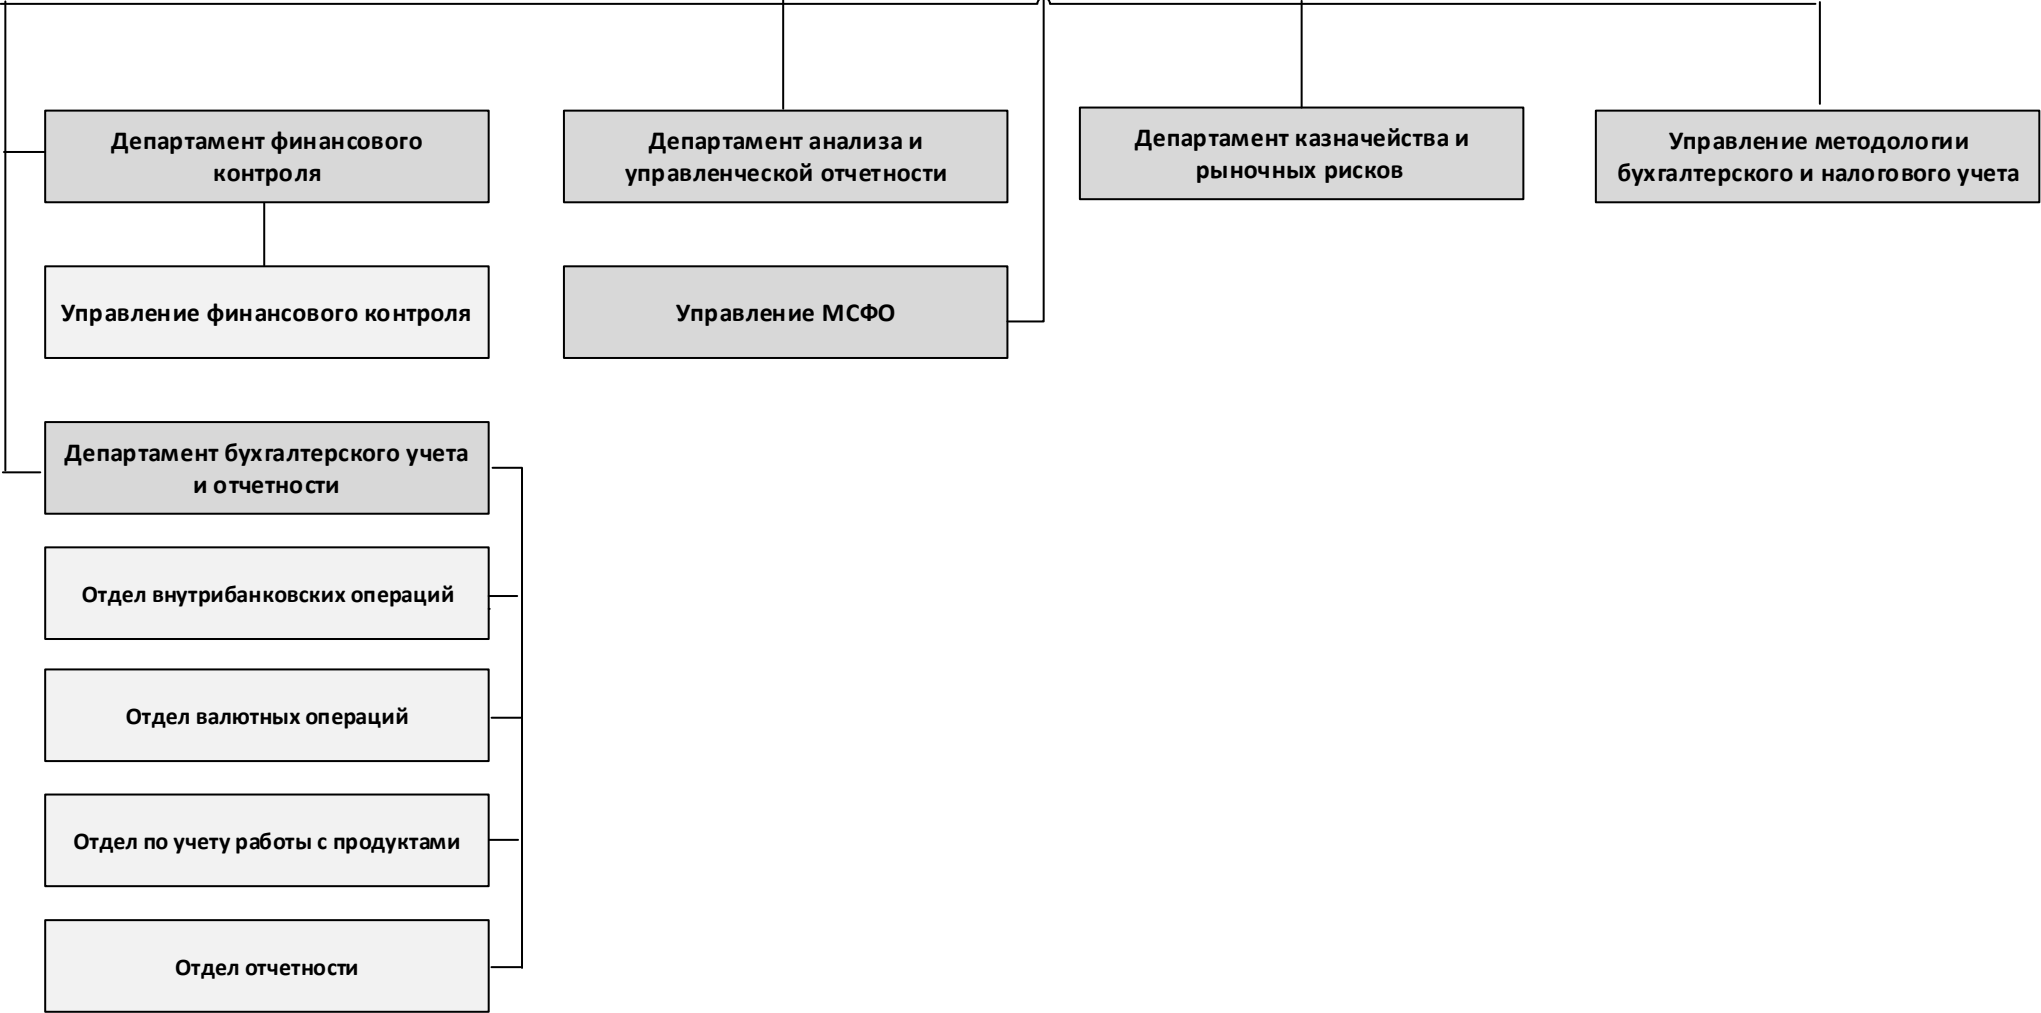 Департамент финансового
контроля
Департамент анализа и
управленческой отчетности
Департамент казначейства и
рыночных рисков
Управление методологии
бухгалтерского и налогового учета
Управление финансового контроля
Управление МСФО
Департамент бухгалтерского учета
и отчетности
Отдел внутрибанковских операций
Отдел валютных операций
Отдел по учету работы с продуктами
Отдел отчетности